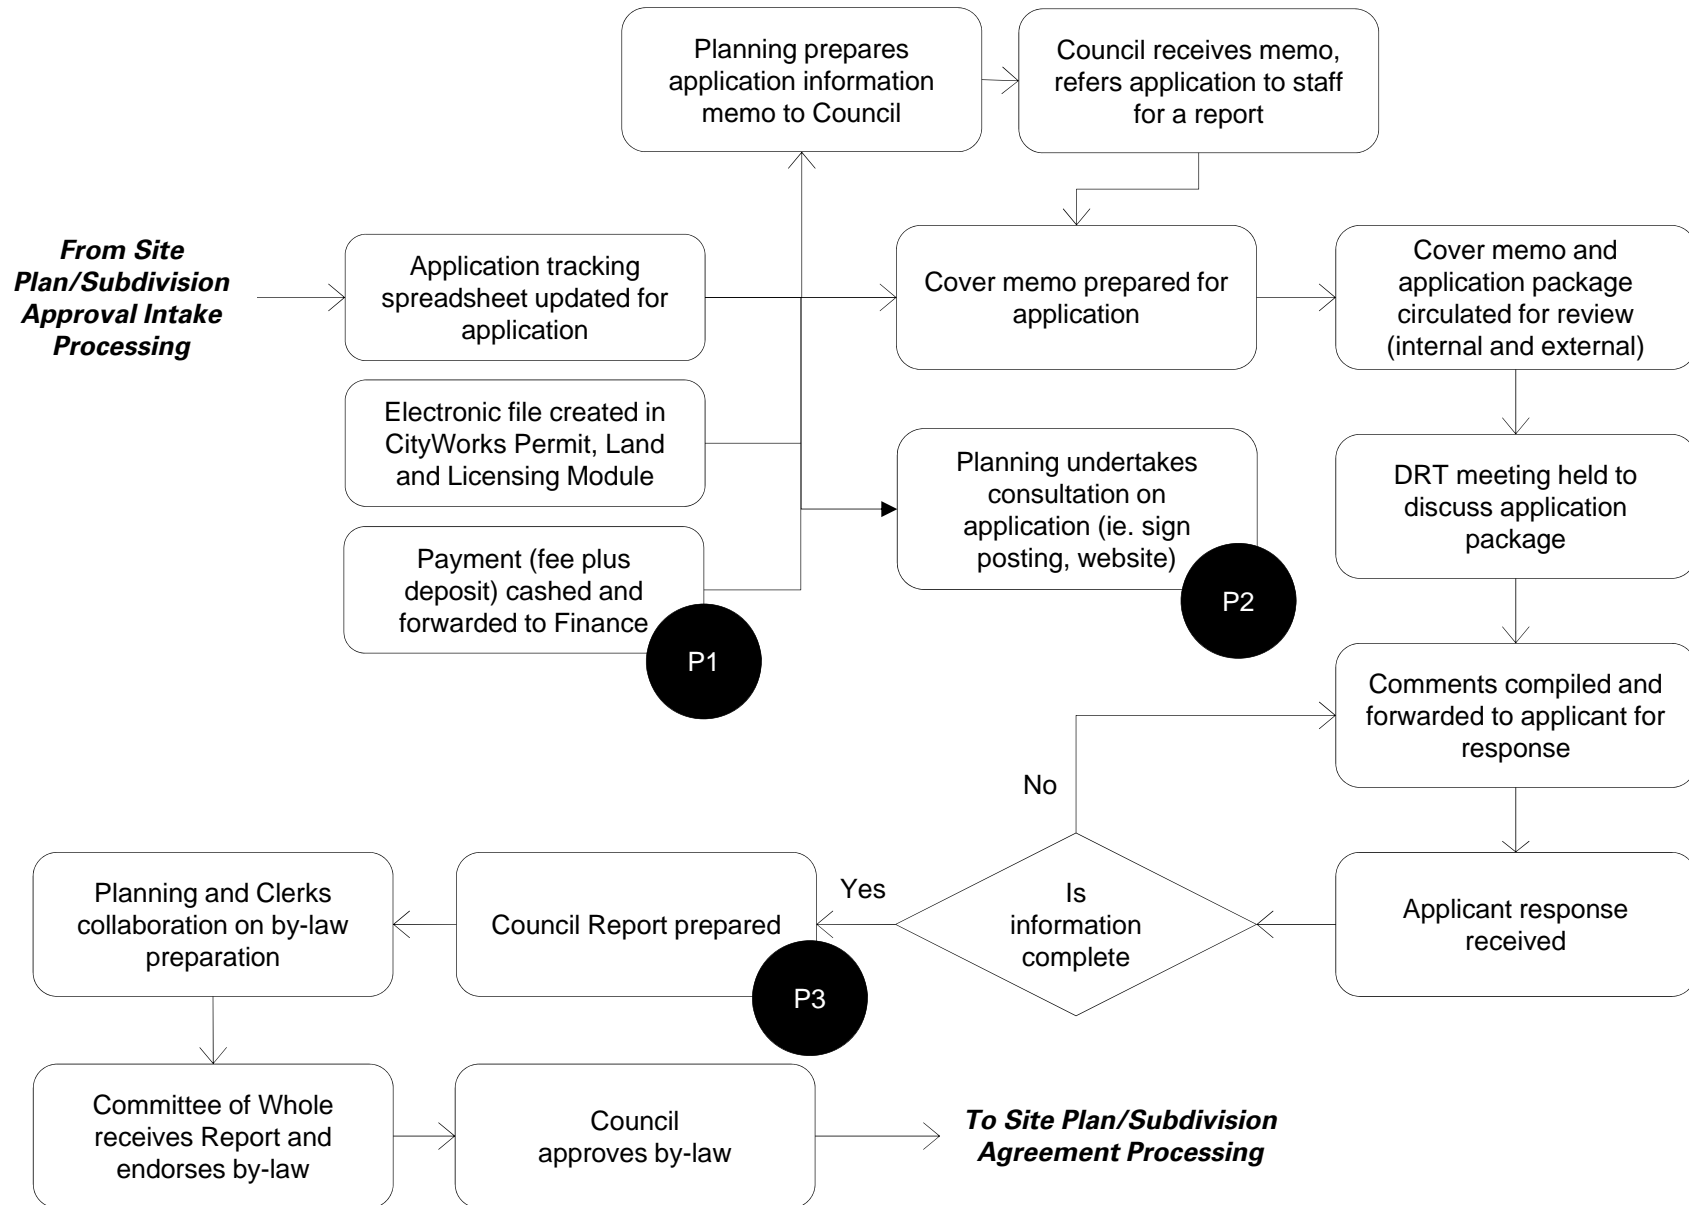 Planning prepares
application information
memo to Council
Council receives memo,
refers application to staff
for a report
From Site
Plan/Subdivision
Approval Intake
Processing
Application tracking
spreadsheet updated for
application
Cover memo prepared for
application
Cover memo and
application package
circulated for review
(internal and external)
Electronic file created in
CityWorks Permit, Land
and Licensing Module
Planning undertakes
consultation on
application (ie. sign
posting, website)
P2
DRT meeting held to
discuss application
package
Payment (fee plus
deposit) cashed and
forwarded to Finance
P1
Comments compiled and
forwarded to applicant for
response
No
Planning and Clerks
collaboration on by-law
preparation
Council Report prepared
P3
Yes
Is
information
complete
Applicant response
received
Committee of Whole
receives Report and
endorses by-law
Council
approves by-law
To Site Plan/Subdivision
Agreement Processing